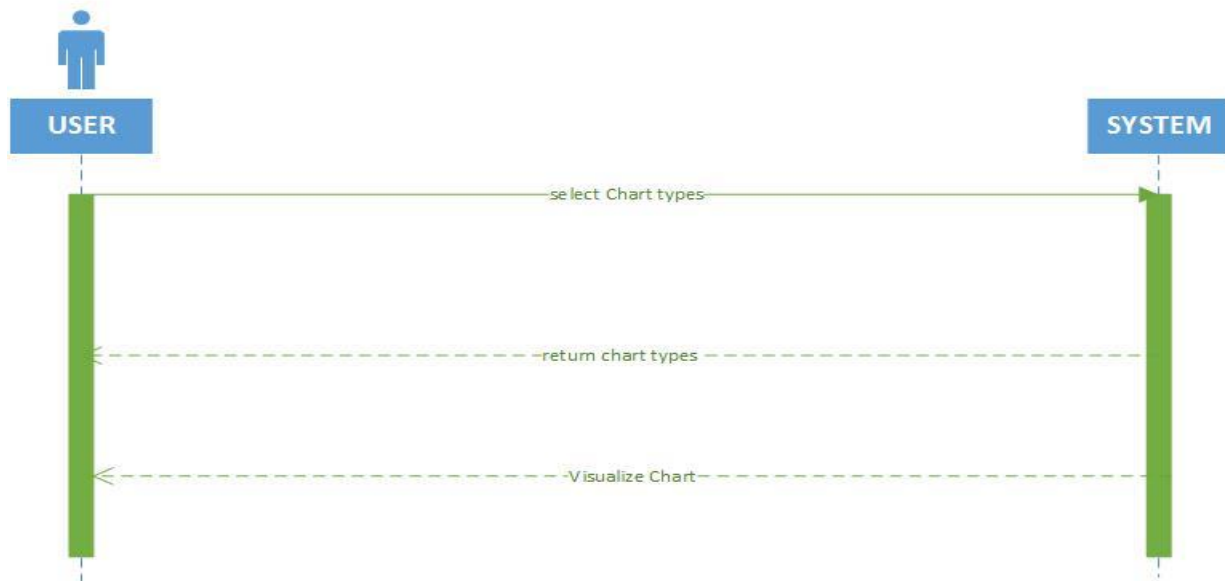 USER
SYSTEM
select Chart types
return chart types
Visualize Chart